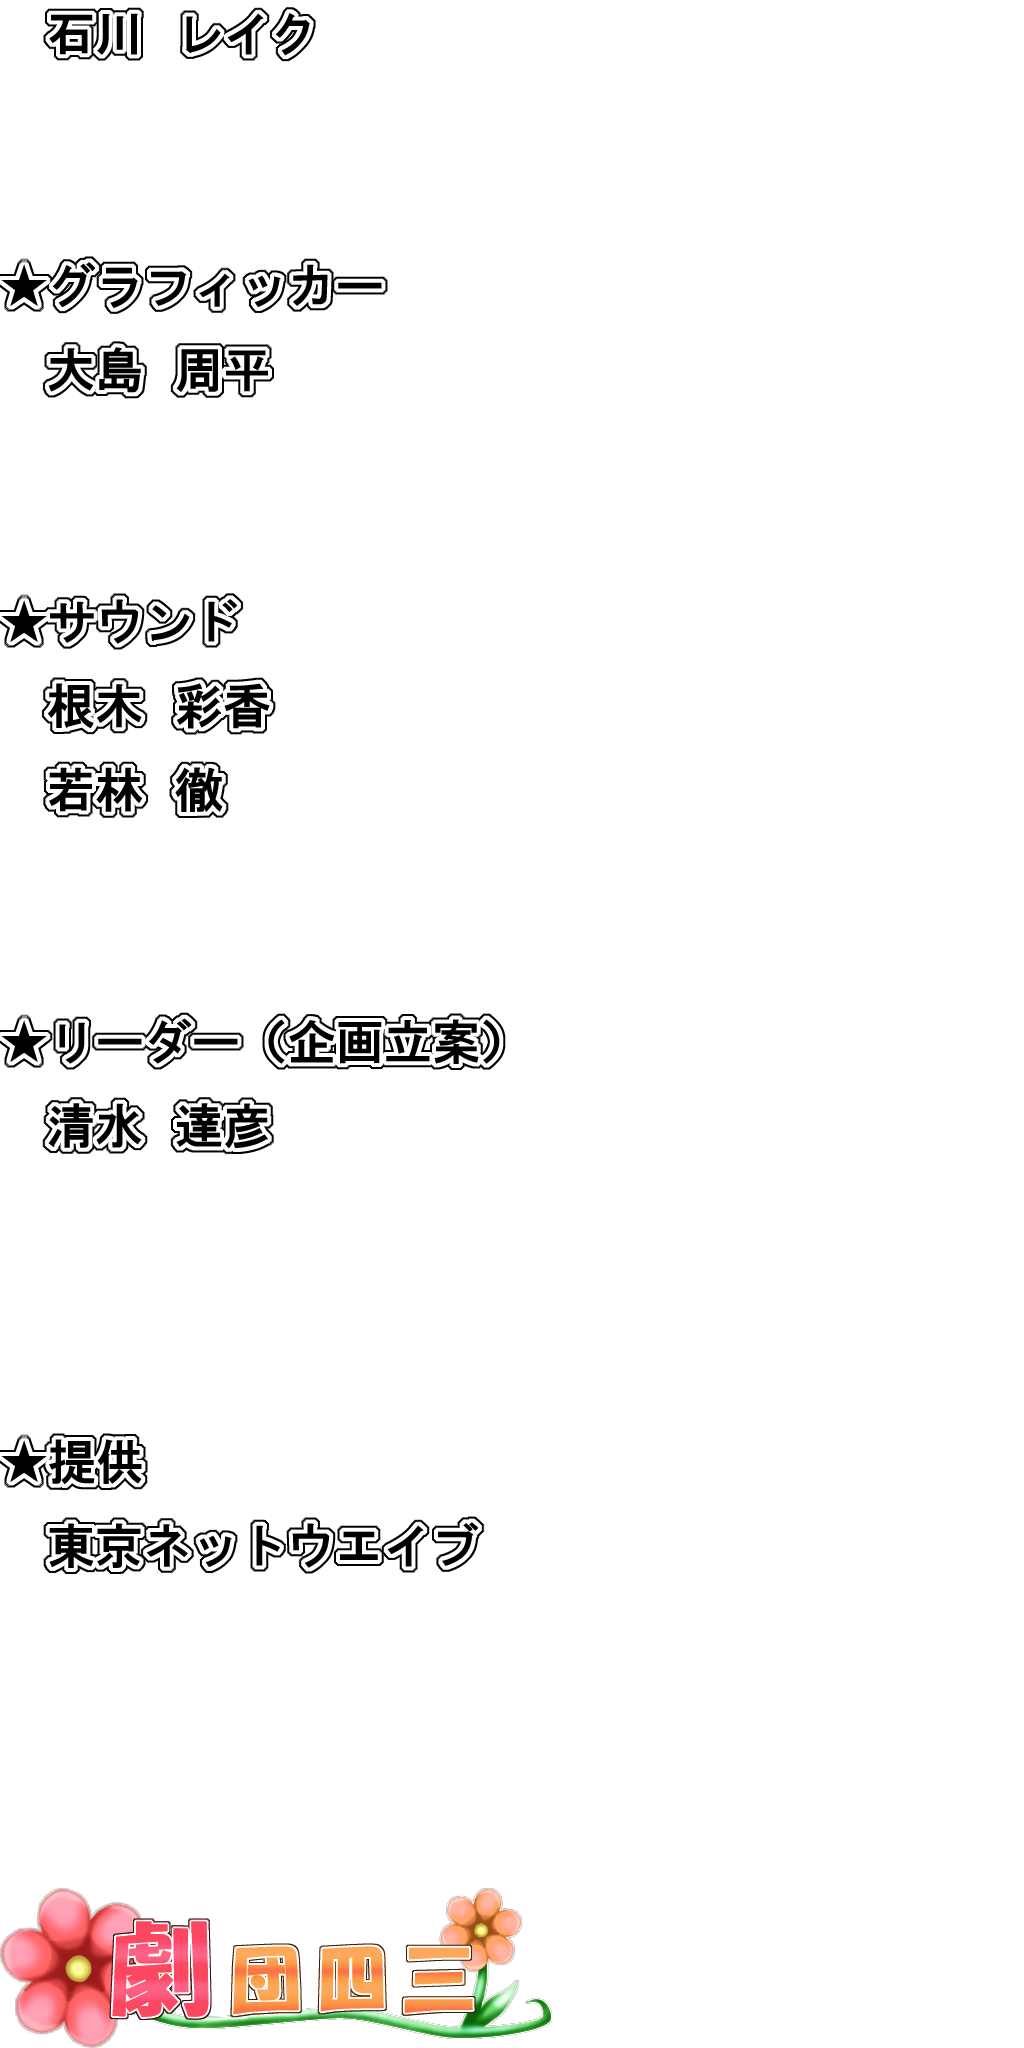 石川 レイク
★グラフィッカー
大島 周平
★サウンド
根木 彩香
若林 徹
★リーダー（企画立案）
清水 達彦
★提供
東京ネットウエイブ
劇団四三